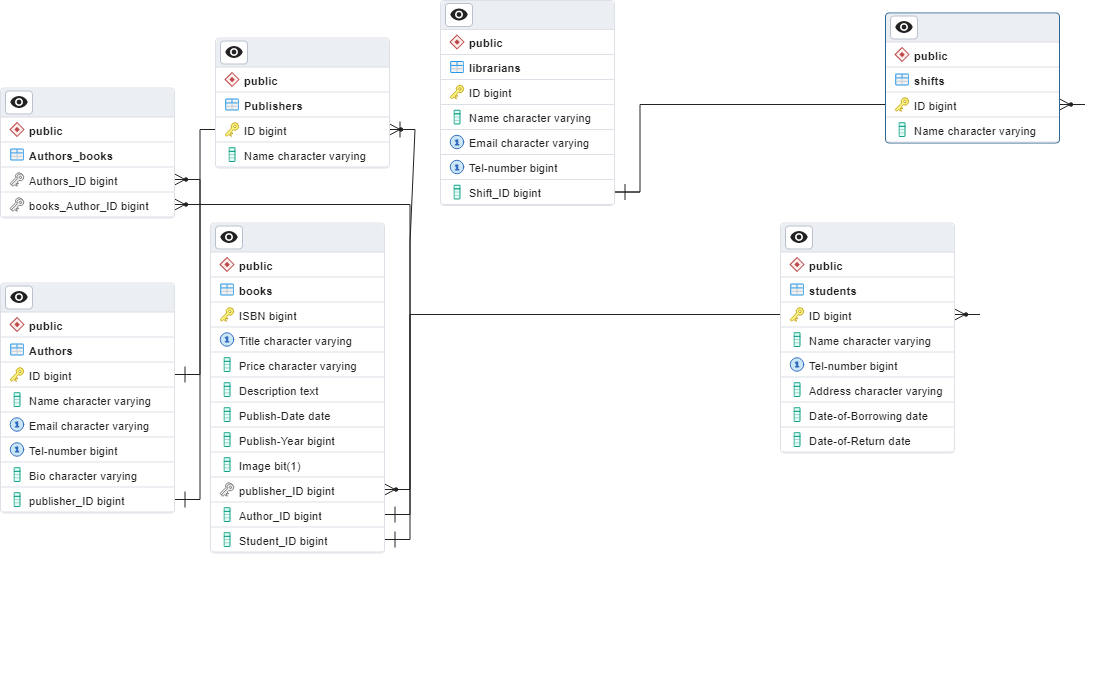 public
Authors_books
Authors_ID bigint
books_Author_ID bigint
public
Authors
ID bigint
Name character varying
Email character varying
Tel-number bigint
Bio character varying
publisher_ID bigint
public
Publishers
ID bigint
Name character varying
public
books
ISBN bigint
Title character varying
Price character varying
Description text
Publish-Date date
Publish-Year bigint
Image bit(1)
publisher_ID bigint
Author_ID bigint
Student_ID bigint
public
librarians
ID bigint
Name character varying
Email character varying
Tel-number bigint
Shift_ID bigint
public
shifts
ID bigint
Name character varying
public
students
ID bigint
Name character varying
Tel-number bigint
Address character varying
Date-of-Borrowing date
Date-of-Return date